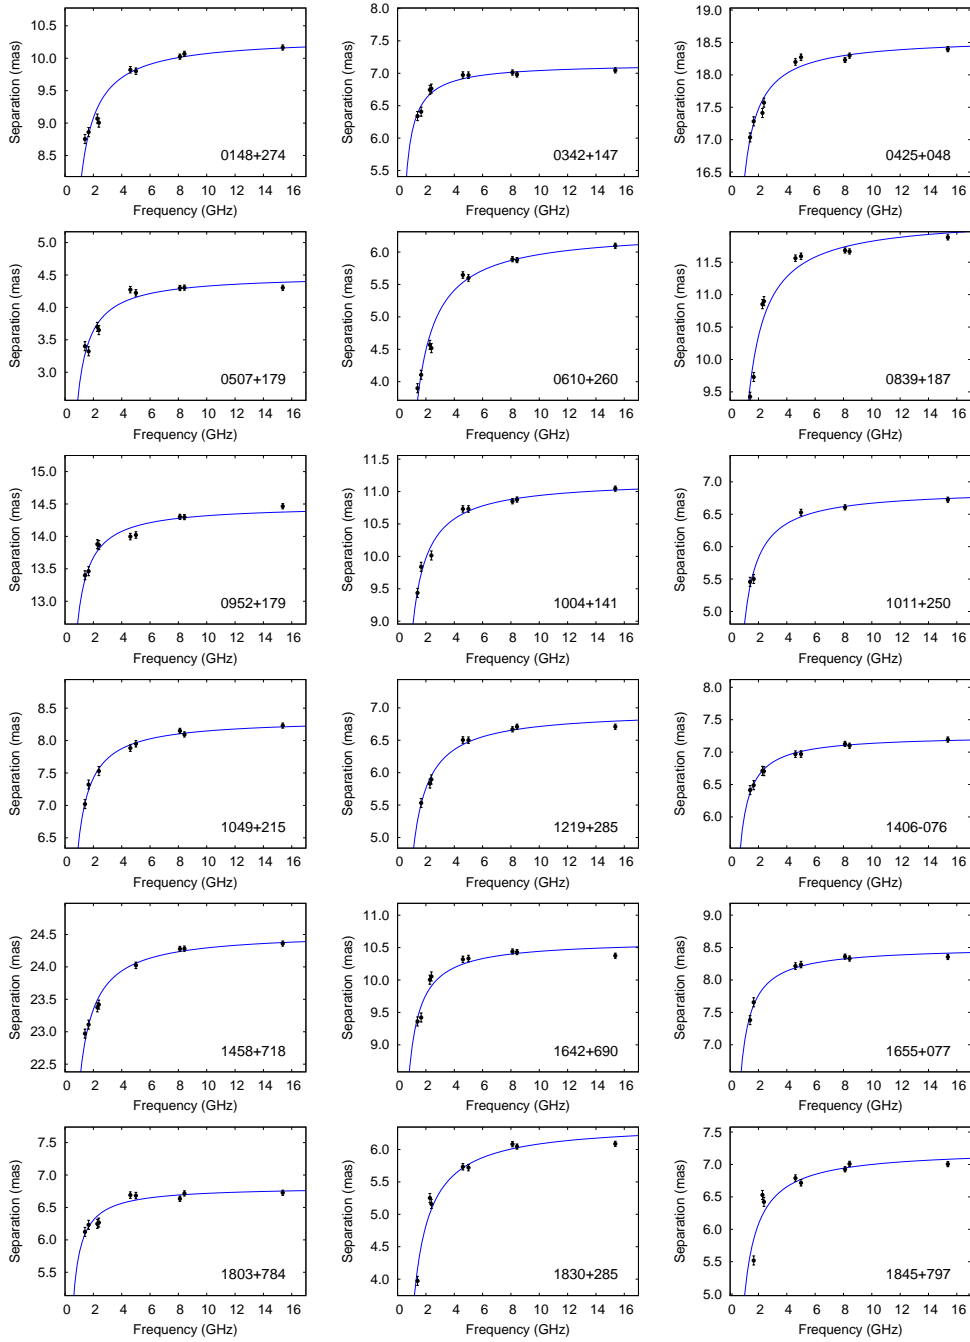 10.5
10.0
9.5
9.0
8.5
Separation (mas)
0 2 4 6 8 10 12 14 16
Frequency (GHz)
0148+274
8.0
7.5
7.0
6.5
6.0
5.5
Separation (mas)
0 2 4 6 8 10 12 14 16
Frequency (GHz)
0342+147
19.0
18.5
18.0
17.5
17.0
16.5
Separation (mas)
0 2 4 6 8 10 12 14 16
Frequency (GHz)
0425+048
5.0
4.5
4.0
3.5
3.0
Separation (mas)
0 2 4 6 8 10 12 14 16
Frequency (GHz)
0507+179
6.0
5.5
5.0
4.5
4.0
Separation (mas)
0 2 4 6 8 10 12 14 16
Frequency (GHz)
0610+260
11.5
11.0
10.5
10.0
9.5
Separation (mas)
0 2 4 6 8 10 12 14 16
Frequency (GHz)
0839+187
15.0
14.5
14.0
13.5
13.0
Separation (mas)
0 2 4 6 8 10 12 14 16
Frequency (GHz)
0952+179
11.5
11.0
10.5
10.0
9.5
9.0
Separation (mas)
0 2 4 6 8 10 12 14 16
Frequency (GHz)
1004+141
7.0
6.5
6.0
5.5
5.0
Separation (mas)
0 2 4 6 8 10 12 14 16
Frequency (GHz)
1011+250
8.5
8.0
7.5
7.0
6.5
Separation (mas)
0 2 4 6 8 10 12 14 16
Frequency (GHz)
1049+215
7.0
6.5
6.0
5.5
5.0
Separation (mas)
0 2 4 6 8 10 12 14 16
Frequency (GHz)
1219+285
8.0
7.5
7.0
6.5
6.0
Separation (mas)
0 2 4 6 8 10 12 14 16
Frequency (GHz)
1406-076
24.5
24.0
23.5
23.0
22.5
Separation (mas)
0 2 4 6 8 10 12 14 16
Frequency (GHz)
1458+718
11.0
10.5
10.0
9.5
9.0
Separation (mas)
0 2 4 6 8 10 12 14 16
Frequency (GHz)
1642+690
9.0
8.5
8.0
7.5
7.0
Separation (mas)
0 2 4 6 8 10 12 14 16
Frequency (GHz)
1655+077
7.5
7.0
6.5
6.0
5.5
Separation (mas)
0 2 4 6 8 10 12 14 16
Frequency (GHz)
1803+784
6.0
5.5
5.0
4.5
4.0
Separation (mas)
0 2 4 6 8 10 12 14 16
Frequency (GHz)
1830+285
7.5
7.0
6.5
6.0
5.5
5.0
Separation (mas)
0 2 4 6 8 10 12 14 16
Frequency (GHz)
1845+797